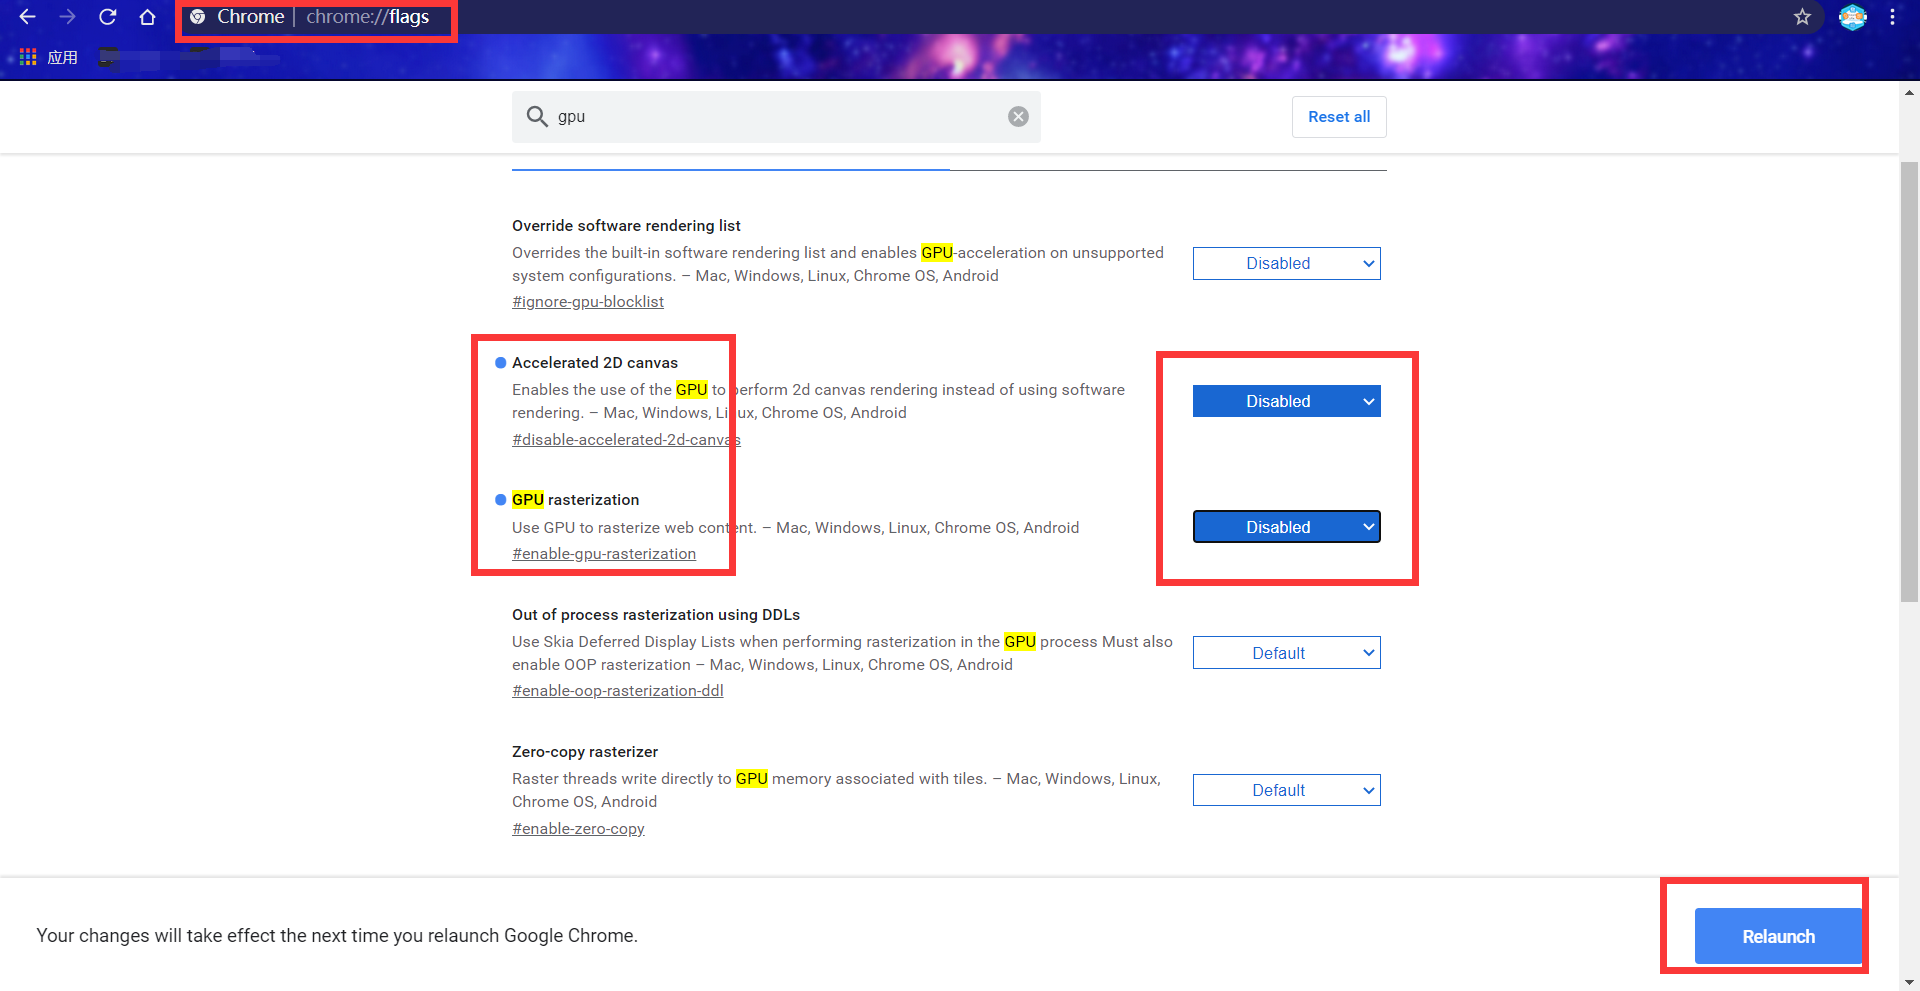 Chrome | chrome://flags
应用
gpu
Reset all
Override software rendering list
Overrides the built-in software rendering list and enables GPU-acceleration on unsupported
system configurations. – Mac, Windows, Linux, Chrome OS, Android
#ignore-gpu-blocklist
Disabled
Accelerated 2D canvas
Enables the use of the GPU to perform 2d canvas rendering instead of using software
rendering. – Mac, Windows, Linux, Chrome OS, Android
#disable-accelerated-2d-canvas
Disabled
GPU rasterization
Use GPU to rasterize web content. – Mac, Windows, Linux, Chrome OS, Android
#enable-gpu-rasterization
Disabled
Out of process rasterization using DDLs
Use Skia Deferred Display Lists when performing rasterization in the GPU process Must also
enable OOP rasterization – Mac, Windows, Linux, Chrome OS, Android
#enable-oop-rasterization-ddl
Default
Zero-copy rasterizer
Raster threads write directly to GPU memory associated with tiles. – Mac, Windows, Linux,
Chrome OS, Android
#enable-zero-copy
Default
Your changes will take effect the next time you relaunch Google Chrome.
Relaunch